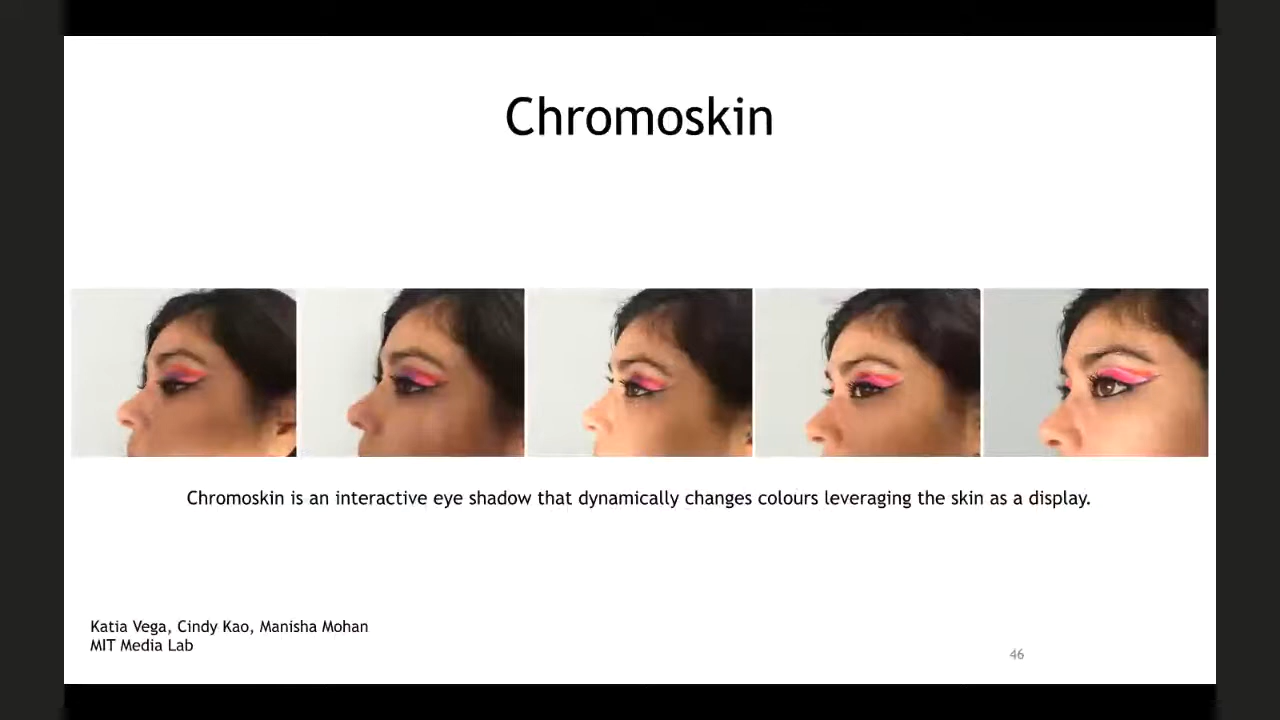 Chromoskin
Chromoskin is an interactive eye shadow that dynamically changes colours leveraging the skin as a display.
Katia Vega, Cindy Kao, Manisha Mohan
MIT Media Lab
46